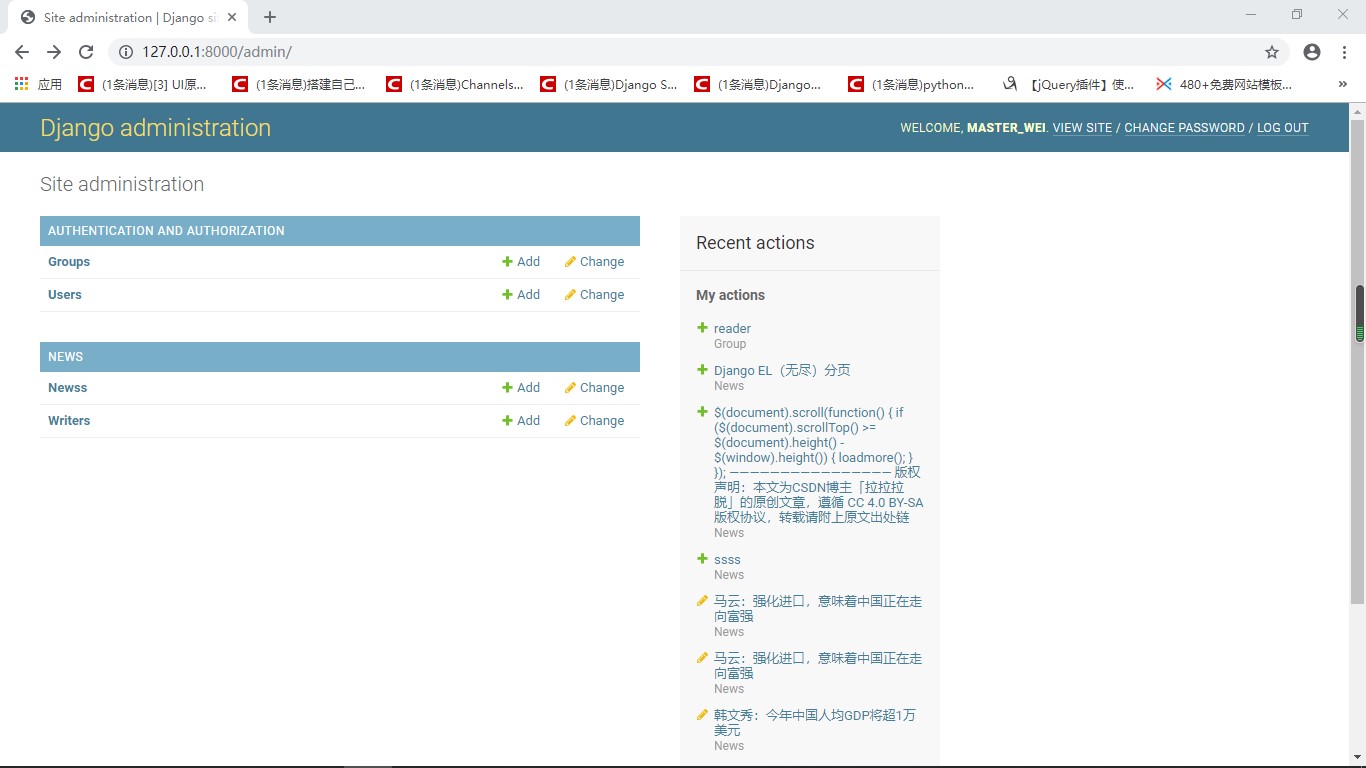 Site administration | Django si
127.0.0.1:8000/admin/
应用 (1条消息)[3] UI原... (1条消息)搭建自己... (1条消息)Channels... (1条消息)Django S... (1条消息)Django... (1条消息)python... 【jQuery插件】使... 480+免费网站模板... »
Django administration
WELCOME, MASTER_WEI. VIEW SITE / CHANGE PASSWORD / LOG OUT
Site administration
AUTHENTICATION AND AUTHORIZATION
Groups Add Change
Users Add Change
NEWS
Newss Add Change
Writers Add Change
Recent actions
My actions
reader
Group
Django EL（无尽）分页
News
$(document).scroll(function() { if
($(document).scrollTop() >=
$(document).height() -
$(window).height()) { loadmore(); }
}); ———————————————— 版权
声明：本文为CSDN博主「拉拉拉
脱」的原创文章，遵循 CC 4.0 BY-SA
版权协议，转载请附上原文出处链
News
ssss
News
马云：强化进口，意味着中国正在走
向富强
News
马云：强化进口，意味着中国正在走
向富强
News
韩文秀：今年中国人均GDP将超1万
美元
News